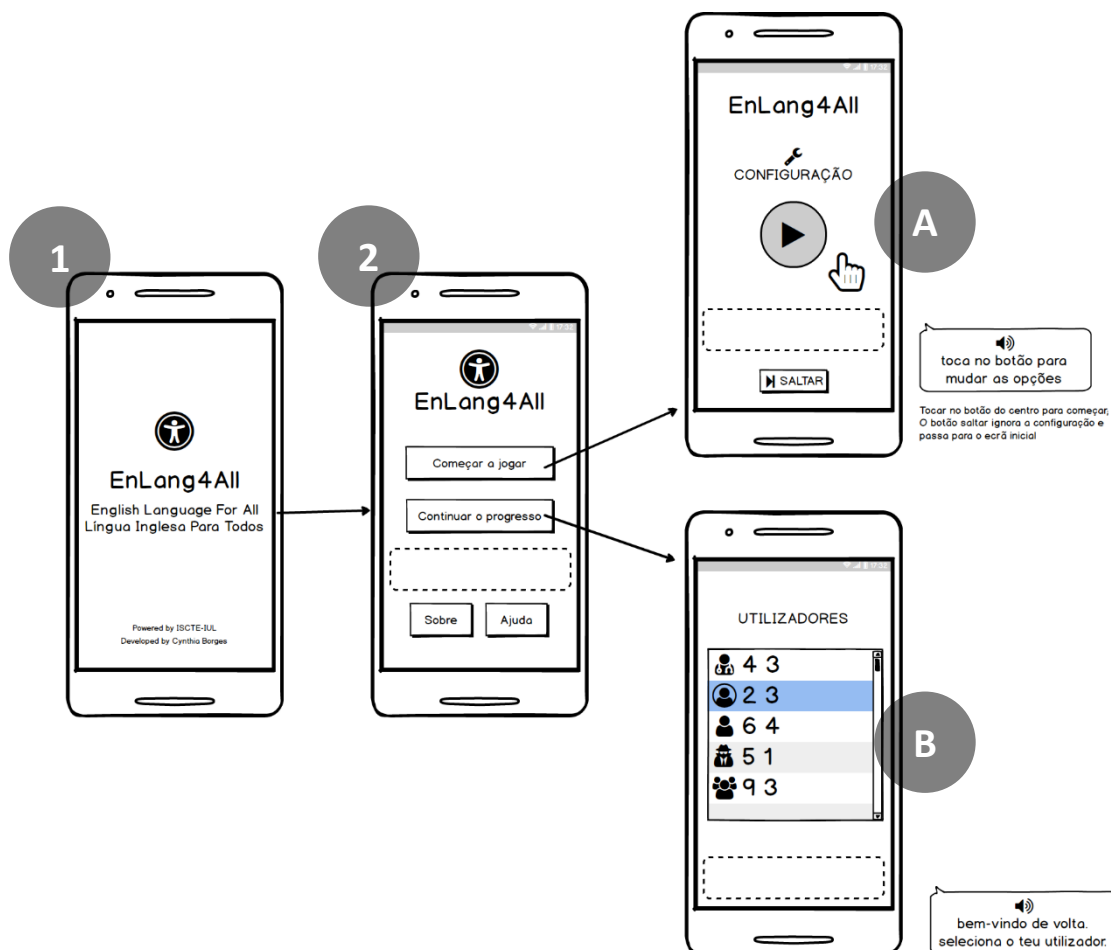 1
EnLang4All
English Language For All
Língua Inglesa Para Todos
Powered by ISCTE-IUL
Developed by Cynthia Borges
2
EnLang4All
Começar a jogar
Continuar o progresso
Sobre
Ajuda
A
EnLang4All
CONFIGURAÇÃO
SALTAR
toca no botão para
mudar as opções
Tocar no botão do centro para começar,
O botão saltar ignora a configuração e
passa para o ecrã inicial
B
UTILIZADORES
4 3
2 3
6 4
5 1
9 3
bem-vindo de volta.
seleciona o teu utilizador